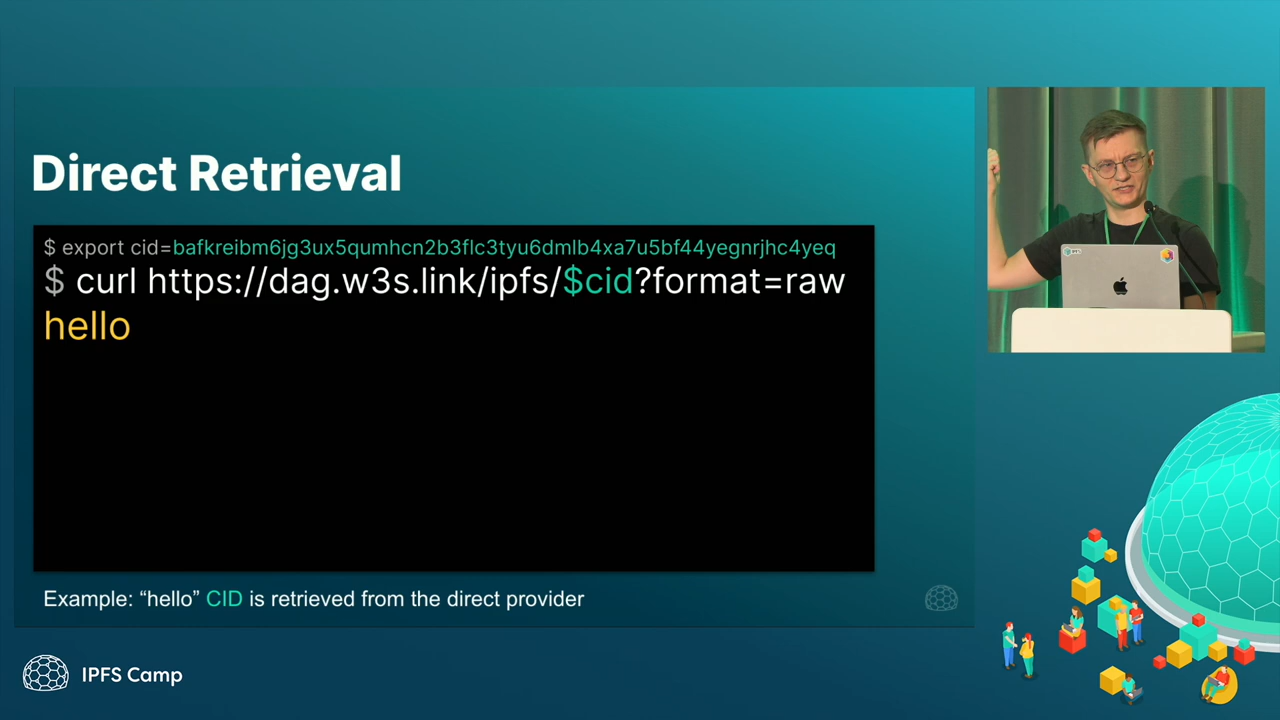 Direct Retrieval
$ export cid=bafkreibm6jg3ux5qumhcn2b3flc3tyu6dmlb4xa7u5bf44yegnrjhc4yeq
$ curl https://dag.w3s.link/ipfs/$cid?format=raw
hello
Example: “hello” CID is retrieved from the direct provider
IPFS Camp